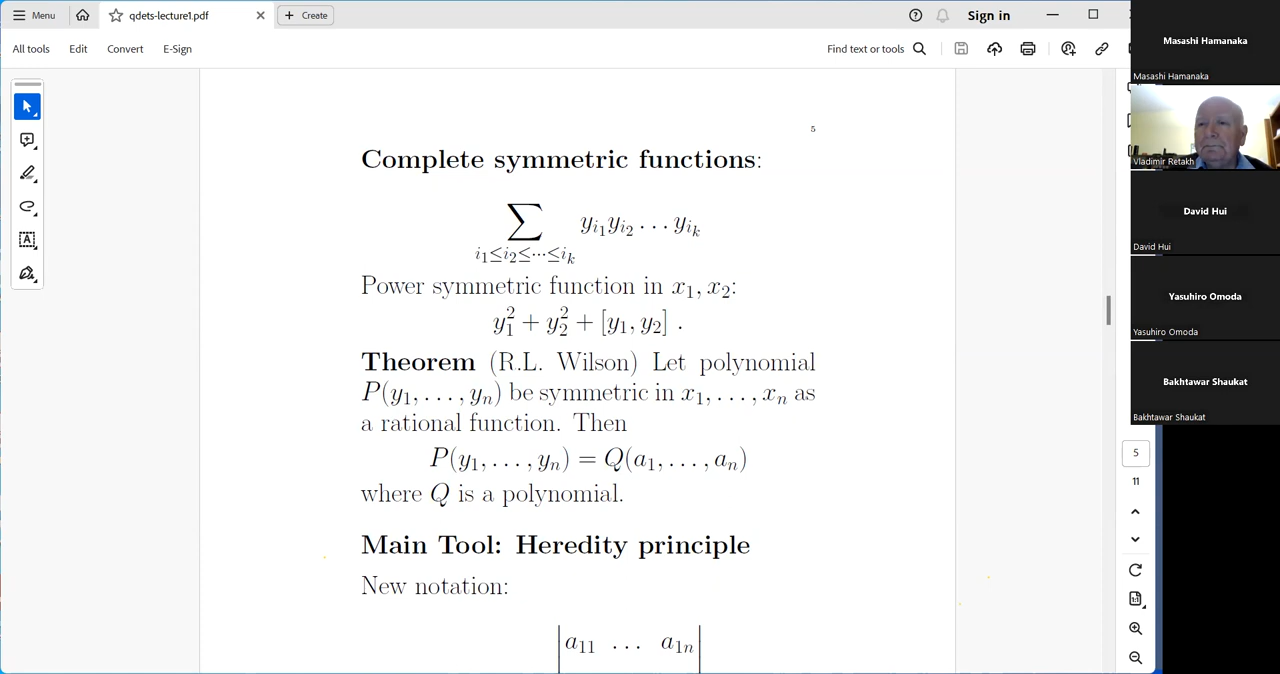 Menu
qdets-lecture1.pdf
+ Create
Sign in
All tools Edit Convert E-Sign
Find text or tools
5
Complete symmetric functions:
∑ y_{i_1} y_{i_2} … y_{i_k}
i_1≤i_2≤⋯≤i_k
Power symmetric function in x_1, x_2:
y_1^2 + y_2^2 + [y_1, y_2] .
Theorem (R.L. Wilson) Let polynomial
P(y_1, …, y_n) be symmetric in x_1, …, x_n as
a rational function. Then
P(y_1, …, y_n) = Q(a_1, …, a_n)
where Q is a polynomial.
Main Tool: Heredity principle
New notation:
a_{11} … a_{1n}
5
11
1:1
Masashi Hamanaka
Masashi Hamanaka
Vladimir Retakh
David Hui
David Hui
Yasuhiro Omoda
Yasuhiro Omoda
Bakhtawar Shaukat
Bakhtawar Shaukat